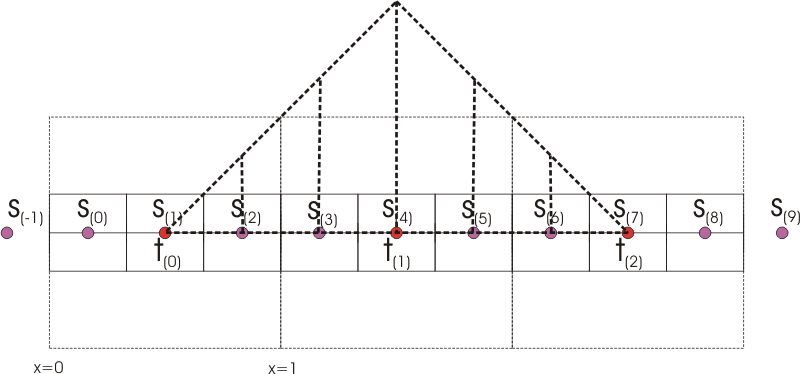 S(-1) S(0) S(1) S(2) S(3) S(4) S(5) S(6) S(7) S(8) S(9)
t(0) t(1) t(2)
x=0 x=1